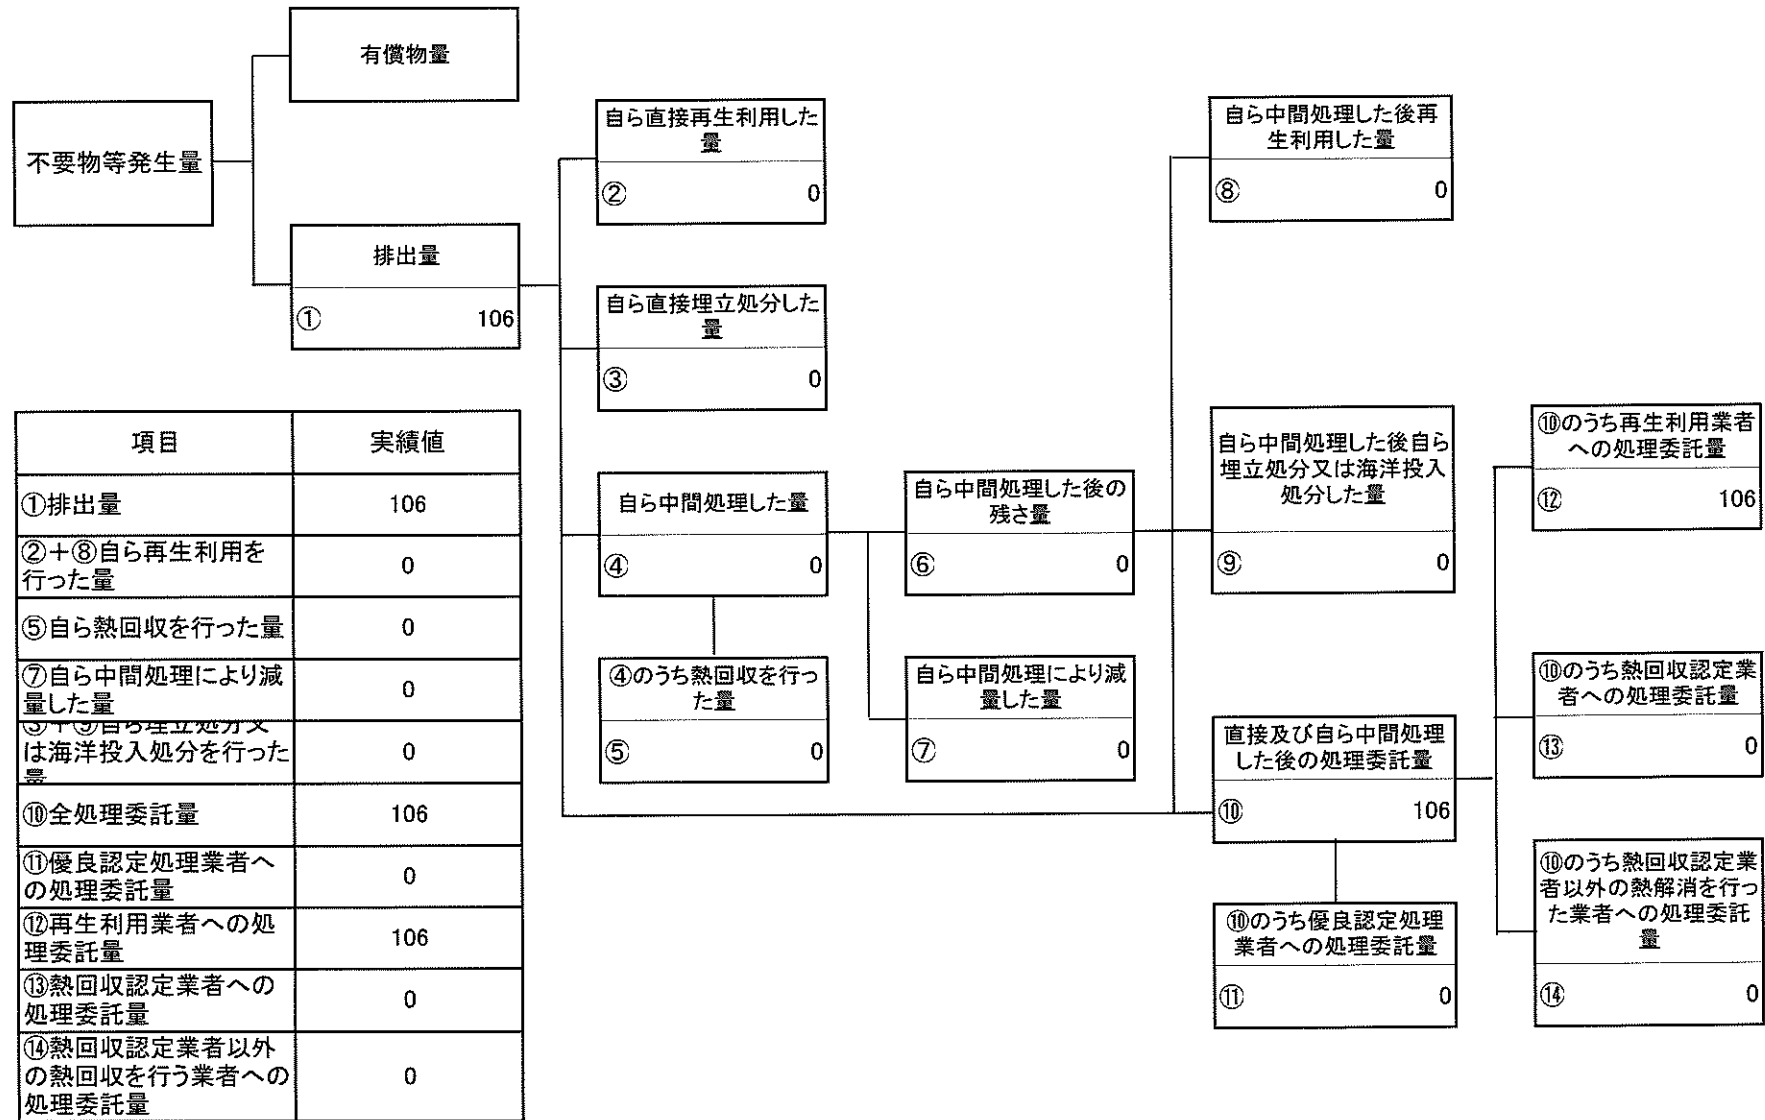 有償物量
不要物等発生量
排出量
① 106
自ら直接再生利用した
量
② 0
自ら直接埋立処分した
量
③ 0
自ら中間処理した量
④ 0
④のうち熱回収を行っ
た量
⑤ 0
自ら中間処理した後の
残さ量
⑥ 0
自ら中間処理により減
量した量
⑦ 0
自ら中間処理した後再
生利用した量
⑧ 0
自ら中間処理した後自ら
埋立処分又は海洋投入
処分した量
⑨ 0
直接及び自ら中間処理
した後の処理委託量
⑩ 106
⑩のうち優良認定処理
業者への処理委託量
⑪ 0
⑩のうち再生利用業者
への処理委託量
⑫ 106
⑩のうち熱回収認定業
者への処理委託量
⑬ 0
⑩のうち熱回収認定業
者以外の熱解消を行っ
た業者への処理委託
量
⑭ 0
項目 実績値
①排出量 106
②+⑧自ら再生利用を
行った量 0
⑤自ら熱回収を行った量 0
⑦自ら中間処理により減
量した量 0
③+⑨自ら埋立処分又
は海洋投入処分を行った
量 0
⑩全処理委託量 106
⑪優良認定処理業者へ
の処理委託量 0
⑫再生利用業者への処
理委託量 106
⑬熱回収認定業者への
処理委託量 0
⑭熱回収認定業者以外
の熱回収を行う業者への
処理委託量 0